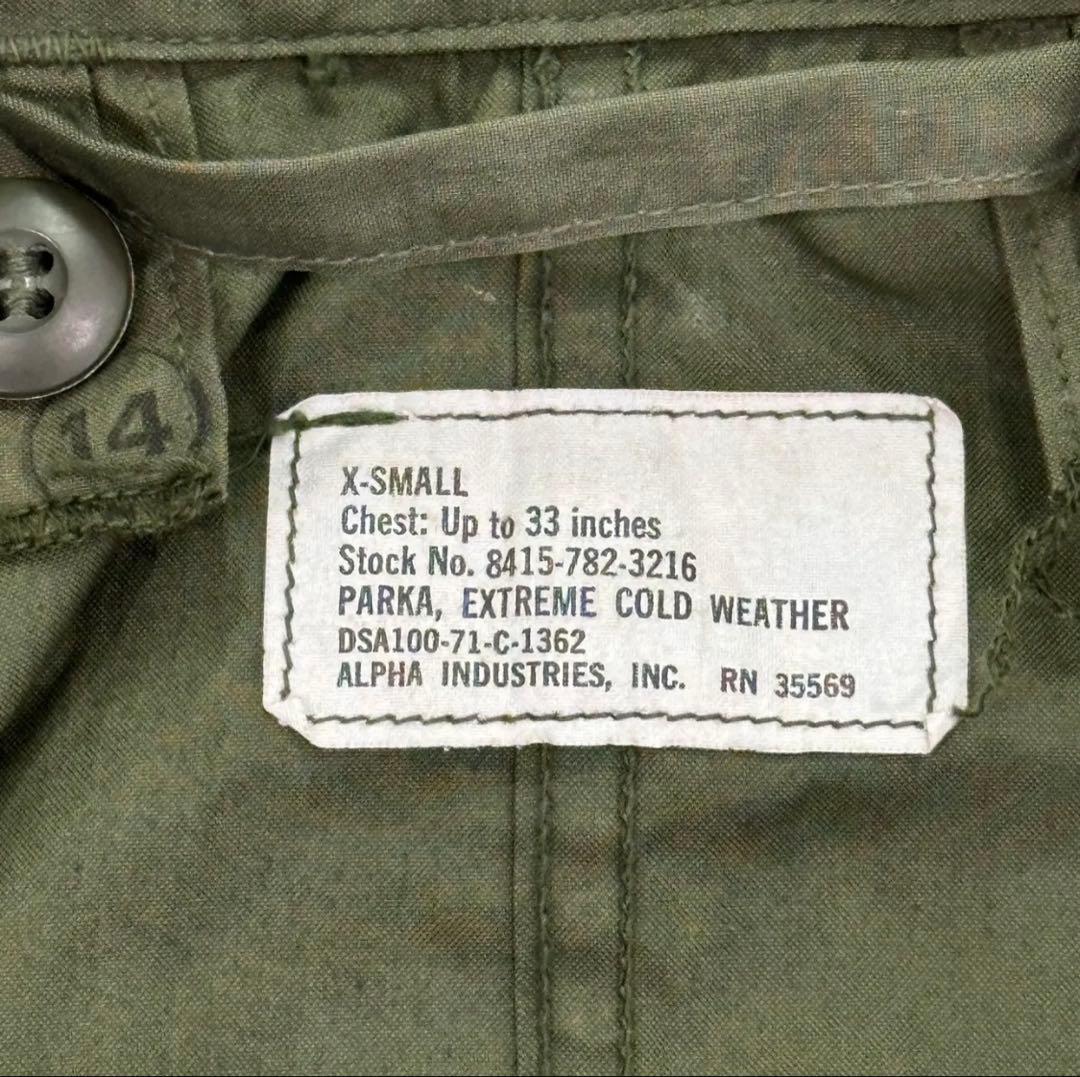 14
X-SMALL
Chest: Up to 33 inches
Stock No. 8415-782-3216
PARKA, EXTREME COLD WEATHER
DSA100-71-C-1362
ALPHA INDUSTRIES, INC. RN 35569